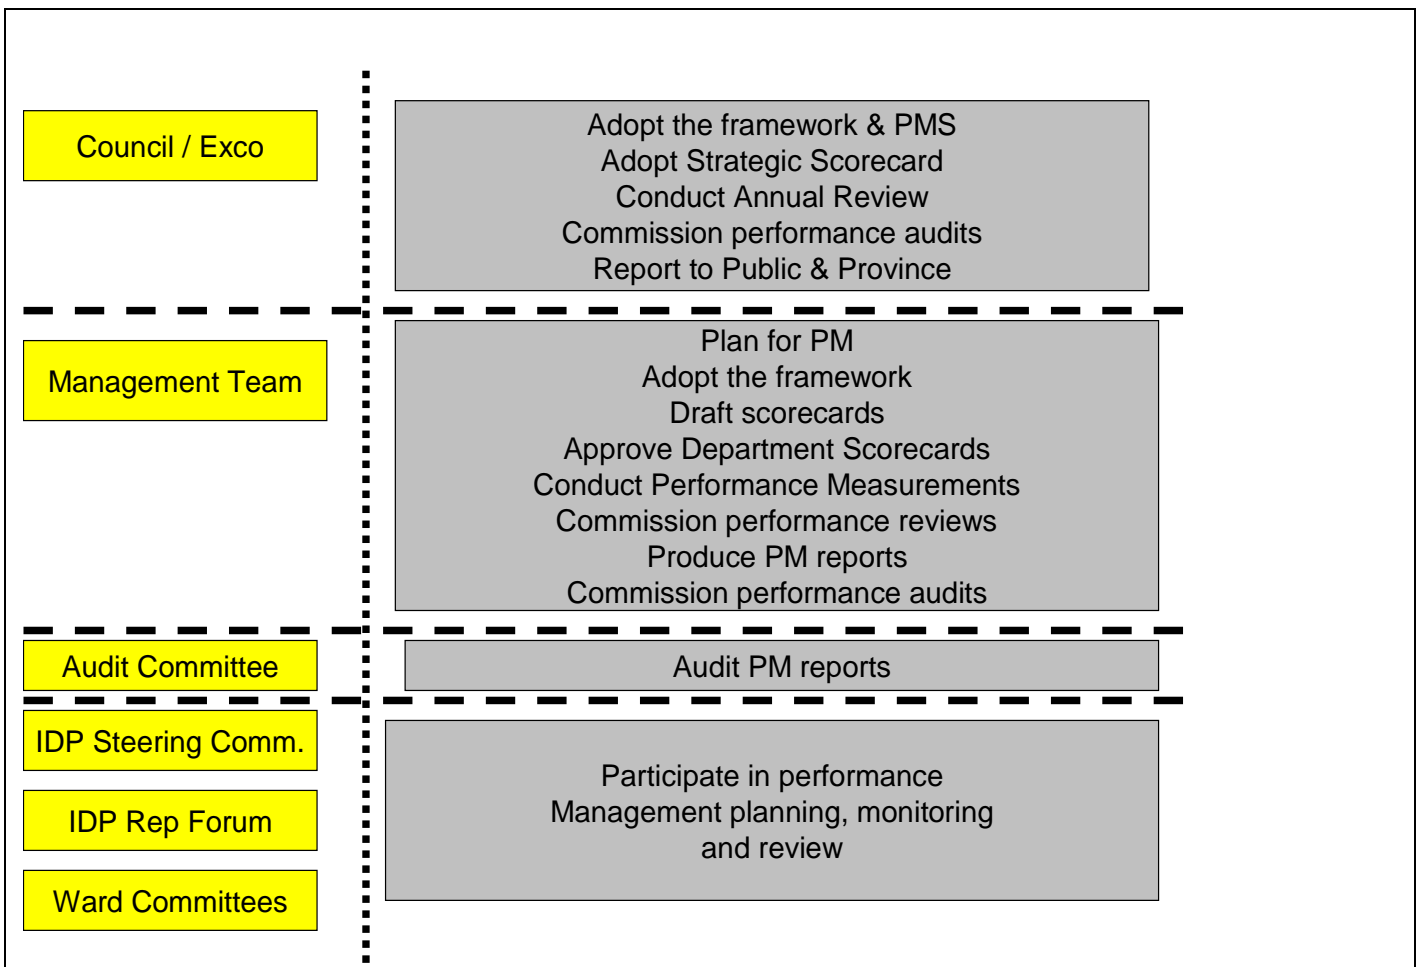 Council / Exco
Adopt the framework & PMS
Adopt Strategic Scorecard
Conduct Annual Review
Commission performance audits
Report to Public & Province
Management Team
Plan for PM
Adopt the framework
Draft scorecards
Approve Department Scorecards
Conduct Performance Measurements
Commission performance reviews
Produce PM reports
Commission performance audits
Audit Committee
Audit PM reports
IDP Steering Comm.
IDP Rep Forum
Ward Committees
Participate in performance
Management planning, monitoring
and review